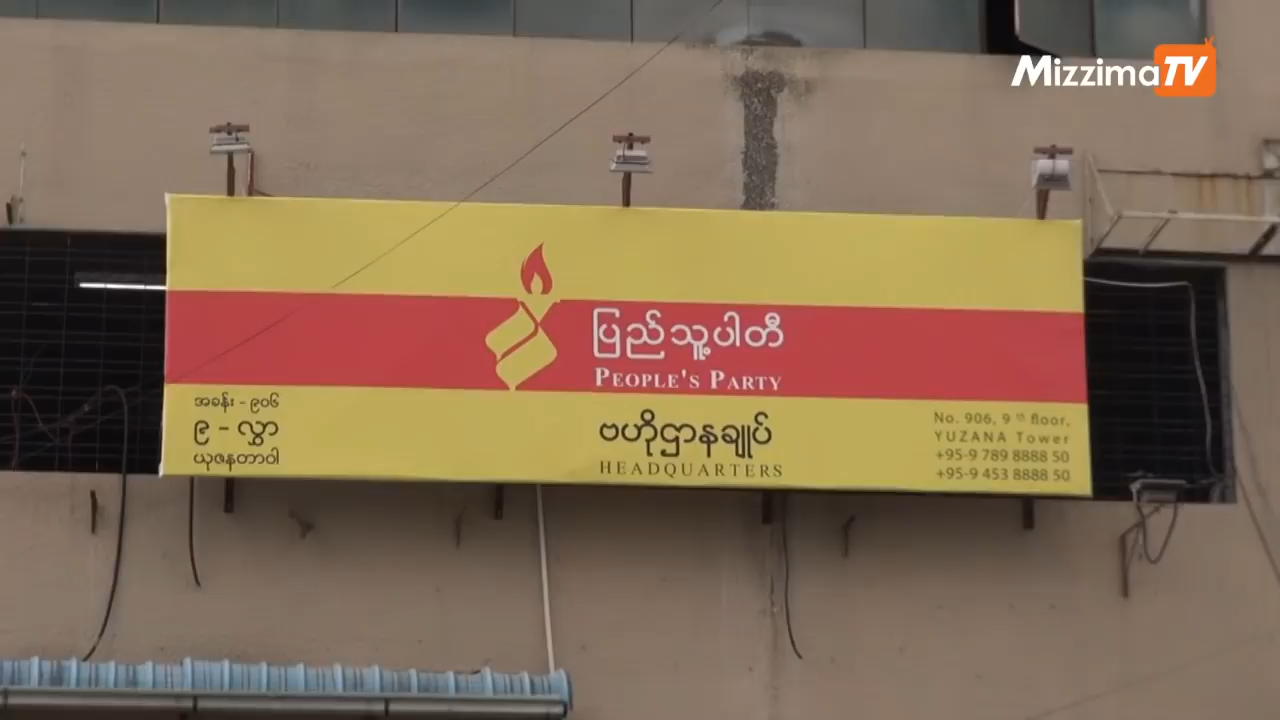 MizzimaTV
ပြည်သူ့ပါတီ
PEOPLE'S PARTY
အခန်း - ၉၀၆
၉ - လွှာ
ယုဇနတာဝါ
ဗဟိုဌာနချုပ်
HEADQUARTERS
No. 906, 9 th floor,
YUZANA Tower
+95-9 789 8888 50
+95-9 453 8888 50